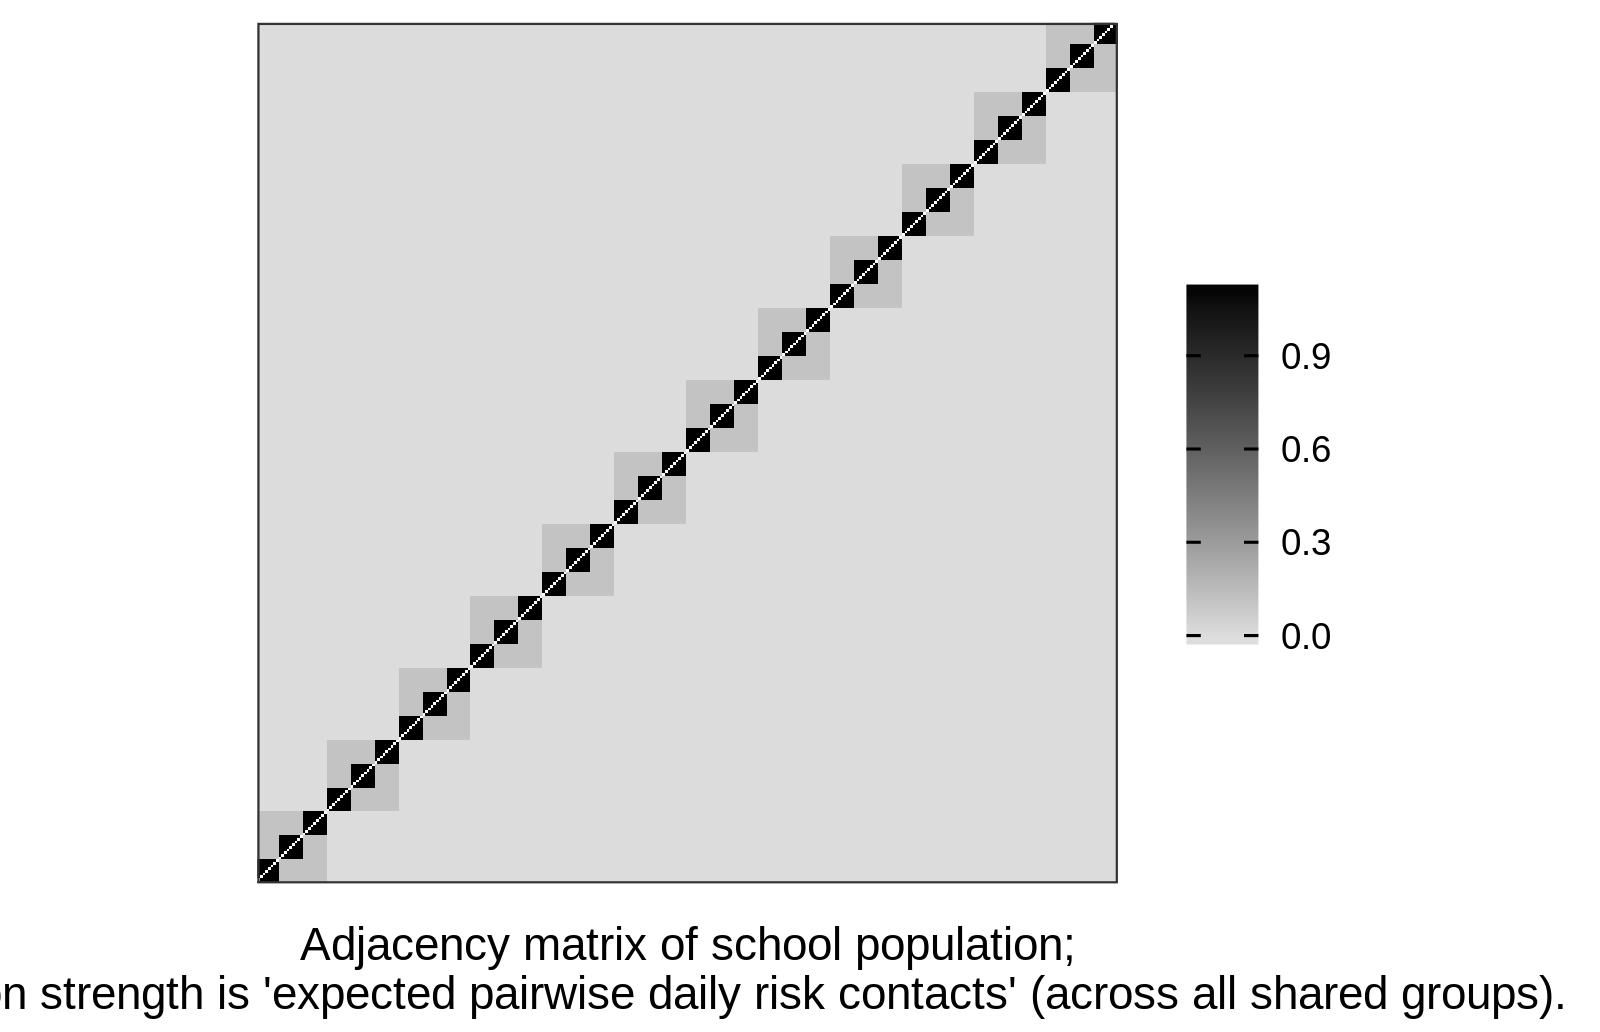 0.9
0.6
0.3
0.0
Adjacency matrix of school population;
strength is 'expected pairwise daily risk contacts' (across all shared groups).